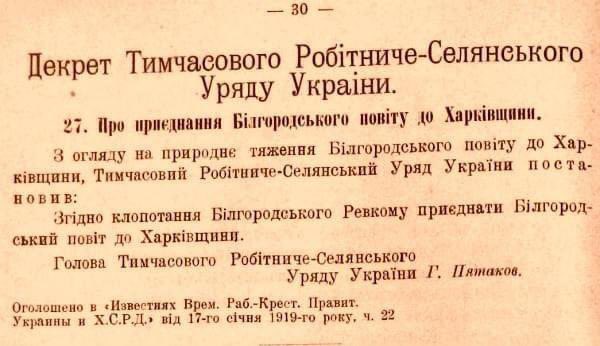 — 30 —
Декрет Тимчасового Робітниче-Селянського
Уряду Украіни.
27. Про приєднання Білгородського повіту до Харківщини.
З огляду на природнє тяження Білгородського повіту до Хар-
ківщини, Тимчасовий Робітниче-Селянський Уряд України поста-
новив:
Згідно клопотання Білгородського Ревкому приєднати Білгород-
ський повіт до Харківщини.
Голова Тимчасового Робітниче-Селянського
Уряду України Г. Пятаков.
Оголошено в «Известиях Врем. Раб.-Крест. Правит.
Украины и Х.С.Р.Д.» від 17-го січня 1919-го року, ч. 22